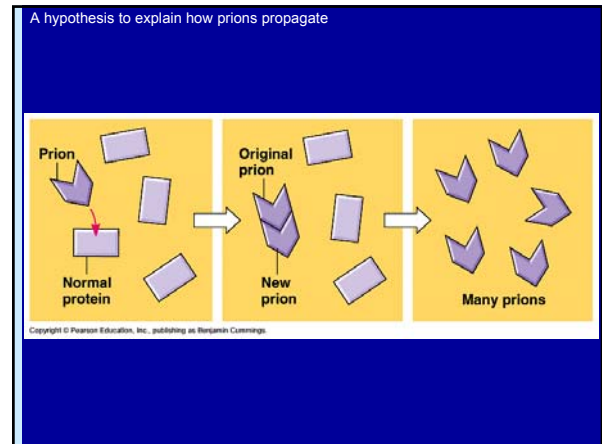 A hypothesis to explain how prions propagate
Prion
Normal
protein
Original
prion
New
prion
Many prions
Copyright © Pearson Education, Inc., publishing as Benjamin Cummings.